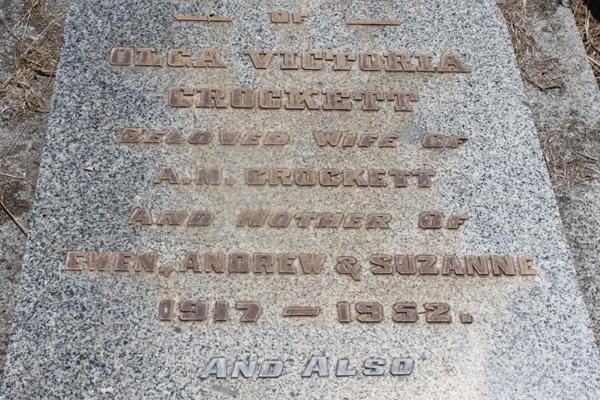 — OF —
OLGA VICTORIA
CROCKETT
BELOVED WIFE OF
A.M. CROCKETT
AND MOTHER OF
EWEN, ANDREW & SUZANNE
1917 — 1952.
AND ALSO